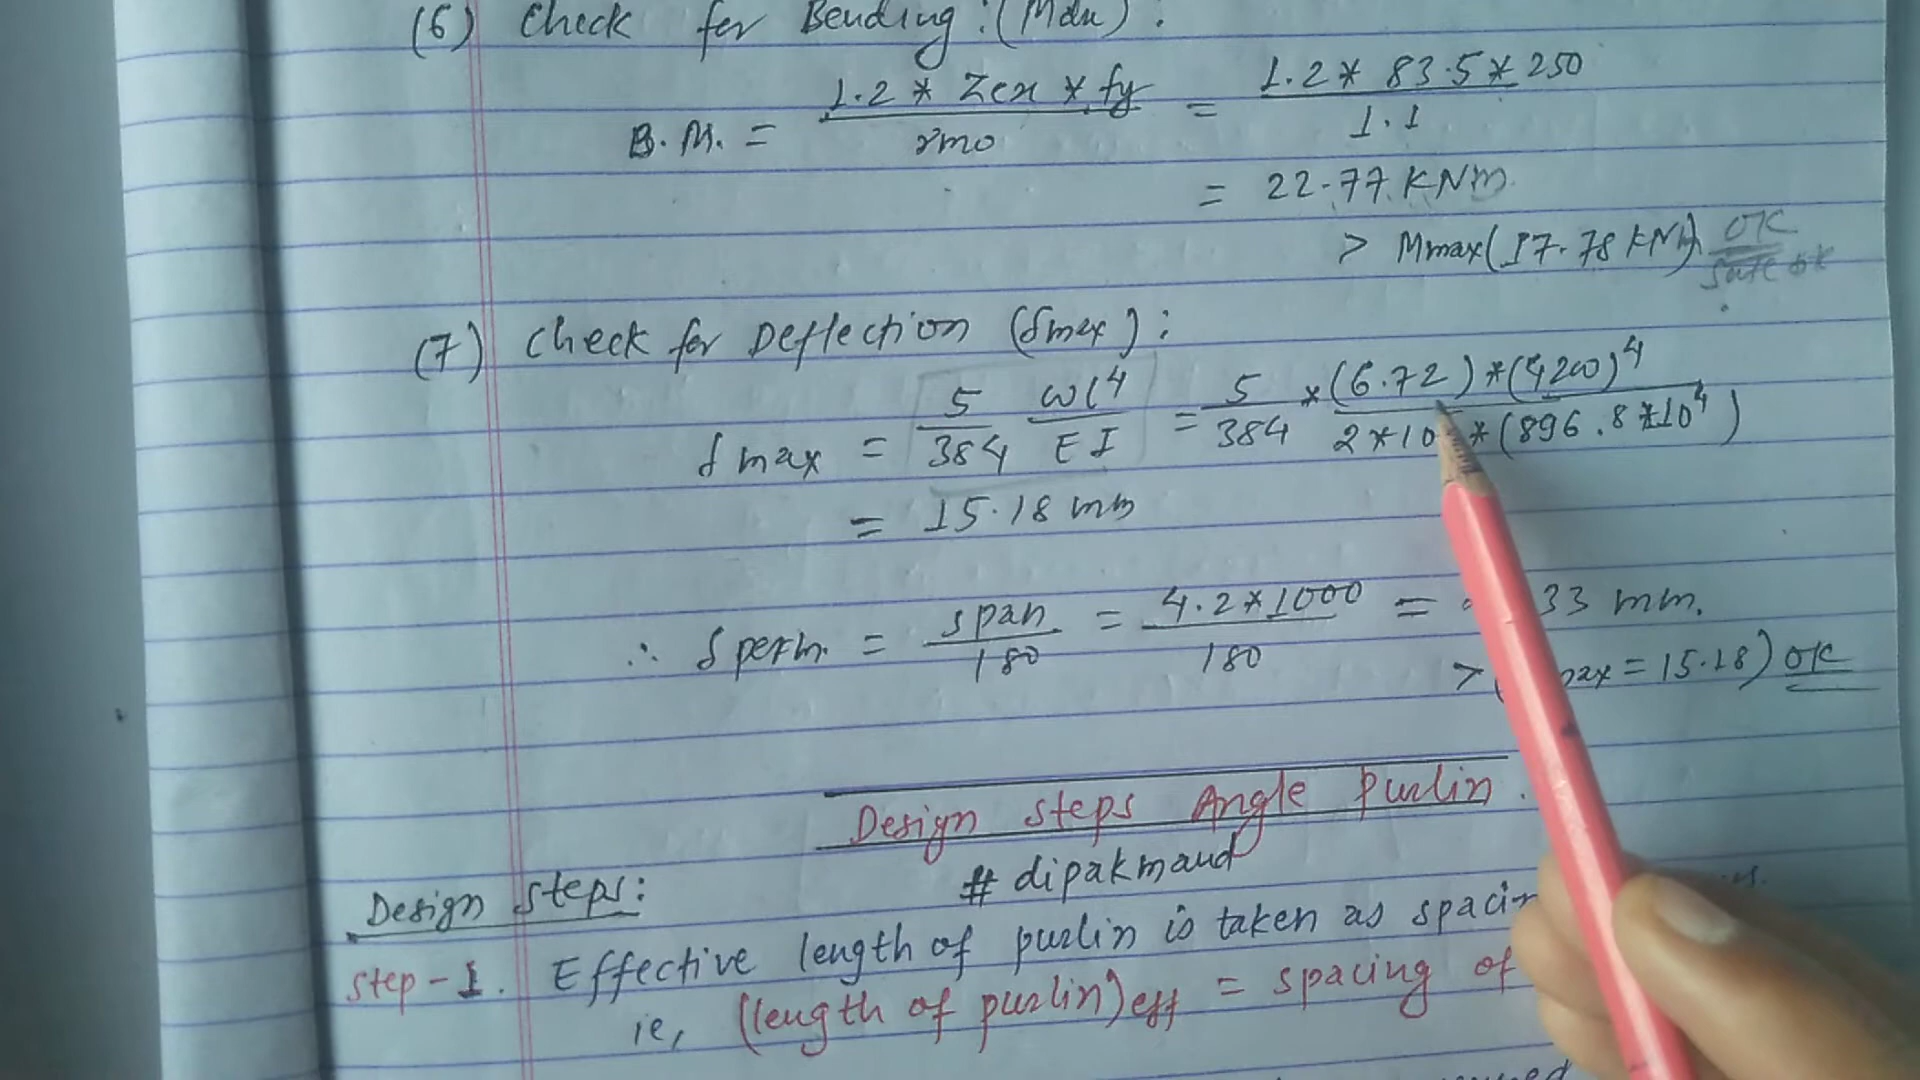 (6) Check for Bending : (Mdu) :
B.M. = 1.2 * Zex * fy / γmo = 1.2 * 83.5 * 250 / 1.1
= 22.77 KNm
> Mmax (17.78 KNm) OK
safe ok
(7) Check for Deflection (δmax) :
δmax = 5/384 wl⁴/EI = 5/384 * (6.72) * (4200)⁴ / 2*10 * (896.8*10⁴)
= 15.18 mm
∴ δperm. = span/180 = 4.2*1000/180 = 33 mm.
> ( max = 15.18) OK
Design steps Angle Purlin.
# dipakmaud
Design steps:
step-1. Effective length of purlin is taken as
ie, (length of purlin)eff = spacing of